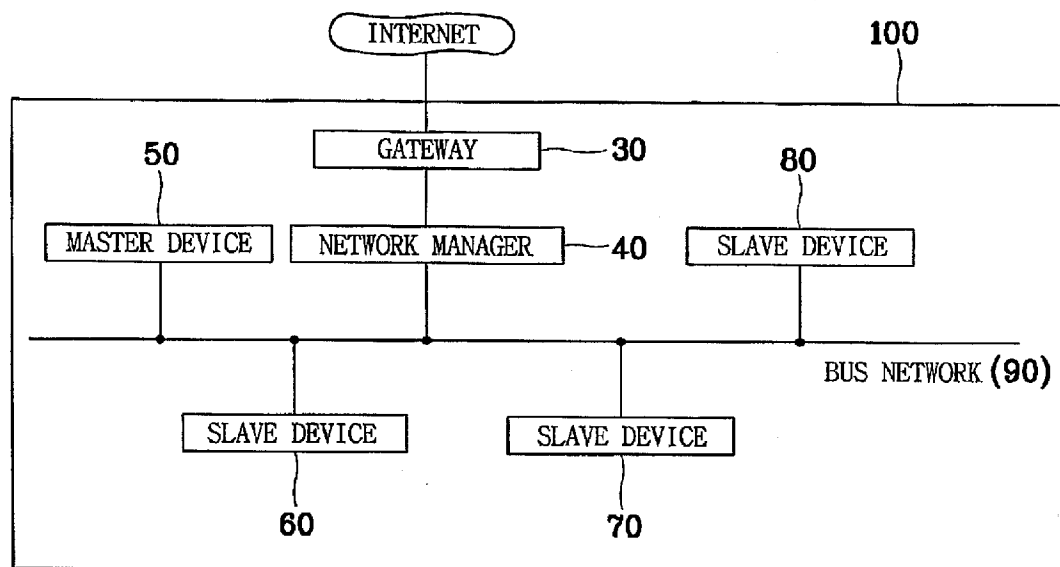 INTERNET
100
GATEWAY
30
50
80
MASTER DEVICE
NETWORK MANAGER
40
SLAVE DEVICE
BUS NETWORK (90)
SLAVE DEVICE
SLAVE DEVICE
60
70